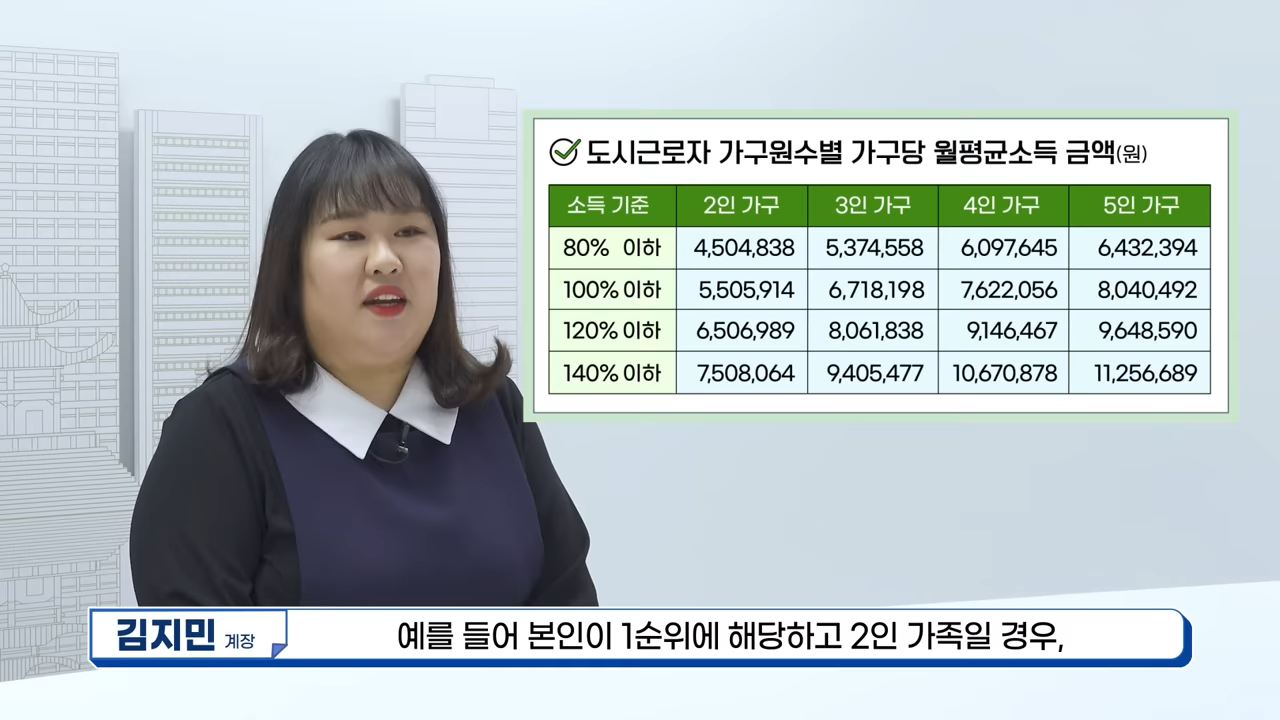 도시근로자 가구원수별 가구당 월평균소득 금액(원)
소득 기준 2인 가구 3인 가구 4인 가구 5인 가구
80% 이하 4,504,838 5,374,558 6,097,645 6,432,394
100% 이하 5,505,914 6,718,198 7,622,056 8,040,492
120% 이하 6,506,989 8,061,838 9,146,467 9,648,590
140% 이하 7,508,064 9,405,477 10,670,878 11,256,689
김지민 계장 예를 들어 본인이 1순위에 해당하고 2인 가족일 경우,